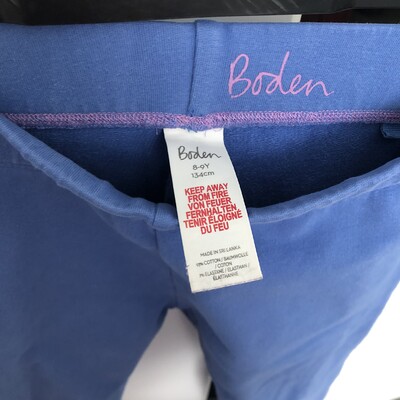 Boden
Boden
8-9Y
134cm
KEEP AWAY
FROM FIRE
VON FEUER
FERNHALTEN
TENIR ÉLOIGNÉ
DU FEU
MADE IN SRI LANKA
COTTON / BAUMWOLLE
/ COTON
ELASTANE / ELASTHAN /
ÉLASTHANNE